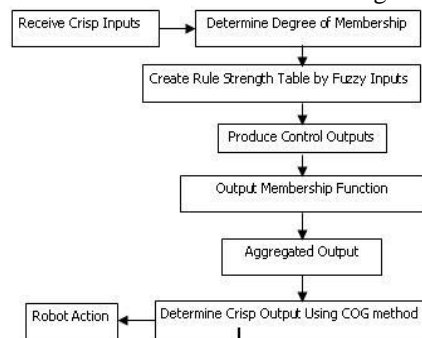 Receive Crisp Inputs
Determine Degree of Membership
Create Rule Strength Table by Fuzzy Inputs
Produce Control Outputs
Output Membership Function
Aggregated Output
Robot Action
Determine Crisp Output Using COG method